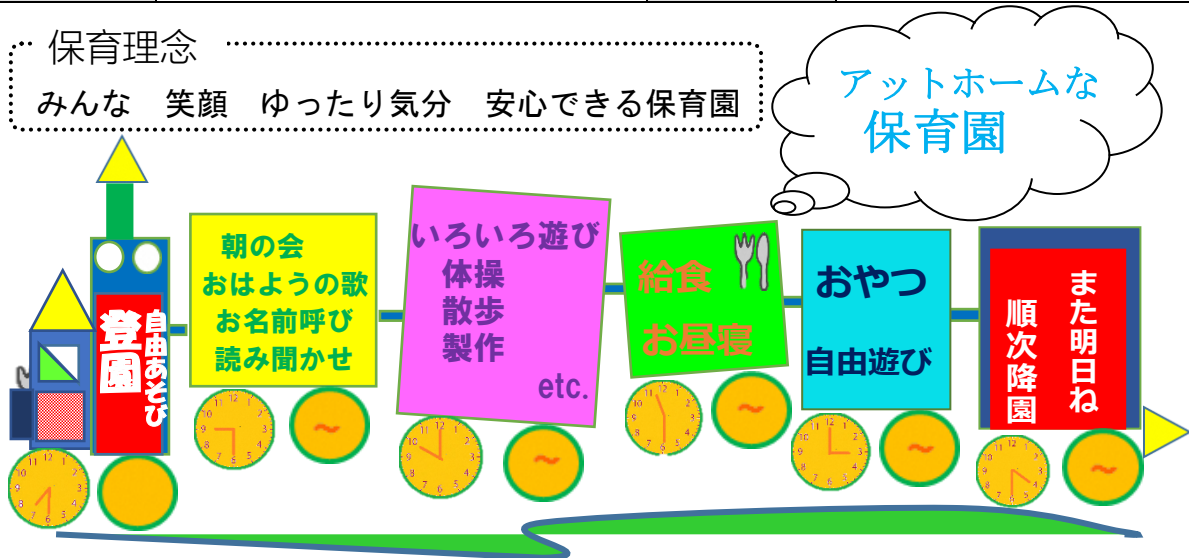 保育理念
みんな　笑顔　ゆったり気分　安心できる保育園
アットホームな
保育園
登園
自由あそび
朝の会
おはようの歌
お名前呼び
読み聞かせ
いろいろ遊び
体操
散歩
製作
etc.
給食
お昼寝
おやつ
自由遊び
また明日ね
順次降園
～
～
～
～
～